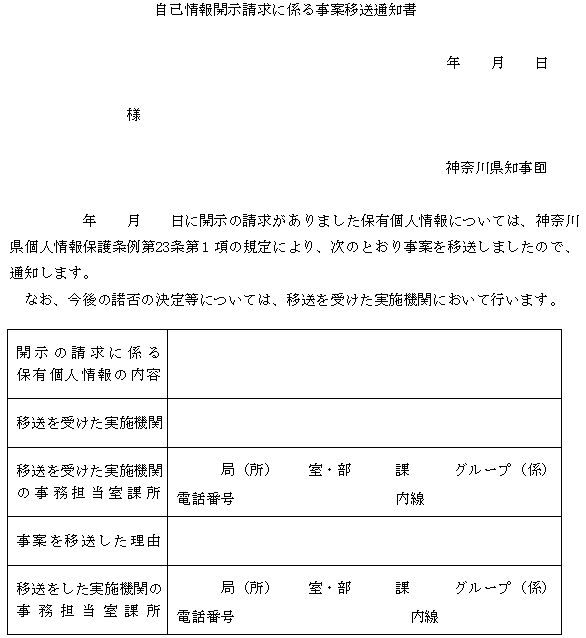 自己情報開示請求に係る事案移送通知書
年　　月　　日
様
神奈川県知事印
年　　月　　日に開示の請求がありました保有個人情報については、神奈川
県個人情報保護条例第23条第１項の規定により、次のとおり事案を移送しましたので、
通知します。
なお、今後の諾否の決定等については、移送を受けた実施機関において行います。
開示の請求に係る
保有個人情報の内容
移送を受けた実施機関
移送を受けた実施機関
の事務担当室課所
局（所）　　室・部　　　課　　　グループ（係）
電話番号　　　　　　　　　　　内線
事案を移送した理由
移送をした実施機関の
事務担当室課所
局（所）　　室・部　　　課　　　グループ（係）
電話番号　　　　　　　　　　　　内線